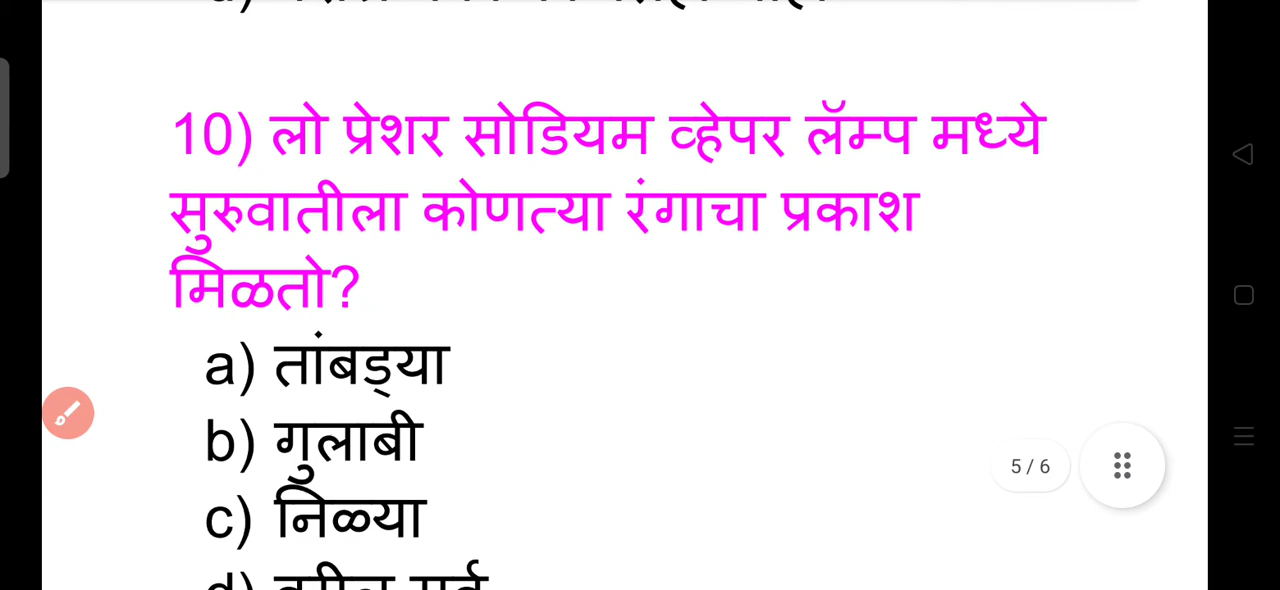 10) लो प्रेशर सोडियम व्हेपर लॅम्प मध्ये
सुरुवातीला कोणत्या रंगाचा प्रकाश
मिळतो?
a) तांबड्या
b) गुलाबी
c) निळ्या
5 / 6